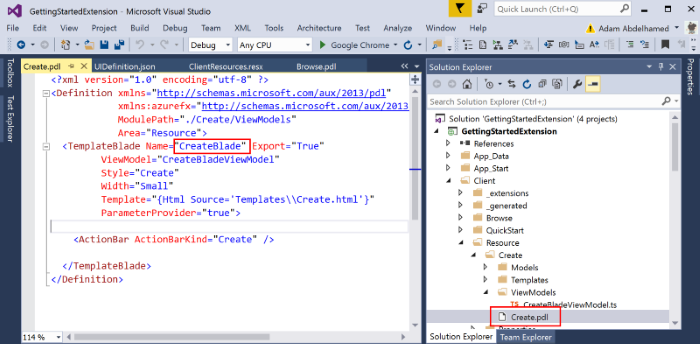 GettingStartedExtension - Microsoft Visual Studio
Quick Launch (Ctrl+Q)
File Edit View Project Build Debug Team XML Tools Architecture Test Analyze Window Help
Adam Abdelhamed
Debug Any CPU Google Chrome
Toolbox
Test Explorer
Create.pdl UIDefinition.json ClientResources.resx Browse.pdl
<?xml version="1.0" encoding="utf-8" ?>
<Definition xmlns="http://schemas.microsoft.com/aux/2013/pdl"
xmlns:azurefx="http://schemas.microsoft.com/aux/2013
ModulePath="./Create/ViewModels"
Area="Resource">
<TemplateBlade Name="CreateBlade" Export="True"
ViewModel="CreateBladeViewModel"
Style="Create"
Width="Small"
Template="{Html Source='Templates\\Create.html'}"
ParameterProvider="true">
<ActionBar ActionBarKind="Create" />
</TemplateBlade>
</Definition>
114 %
Solution Explorer
Search Solution Explorer (Ctrl+;)
Solution 'GettingStartedExtension' (4 projects)
GettingStartedExtension
References
App_Data
App_Start
Client
_extensions
_generated
Browse
QuickStart
Resource
Create
Models
Templates
ViewModels
TS CreateBladeViewModel.ts
Create.pdl
Solution Explorer Team Explorer
Properties